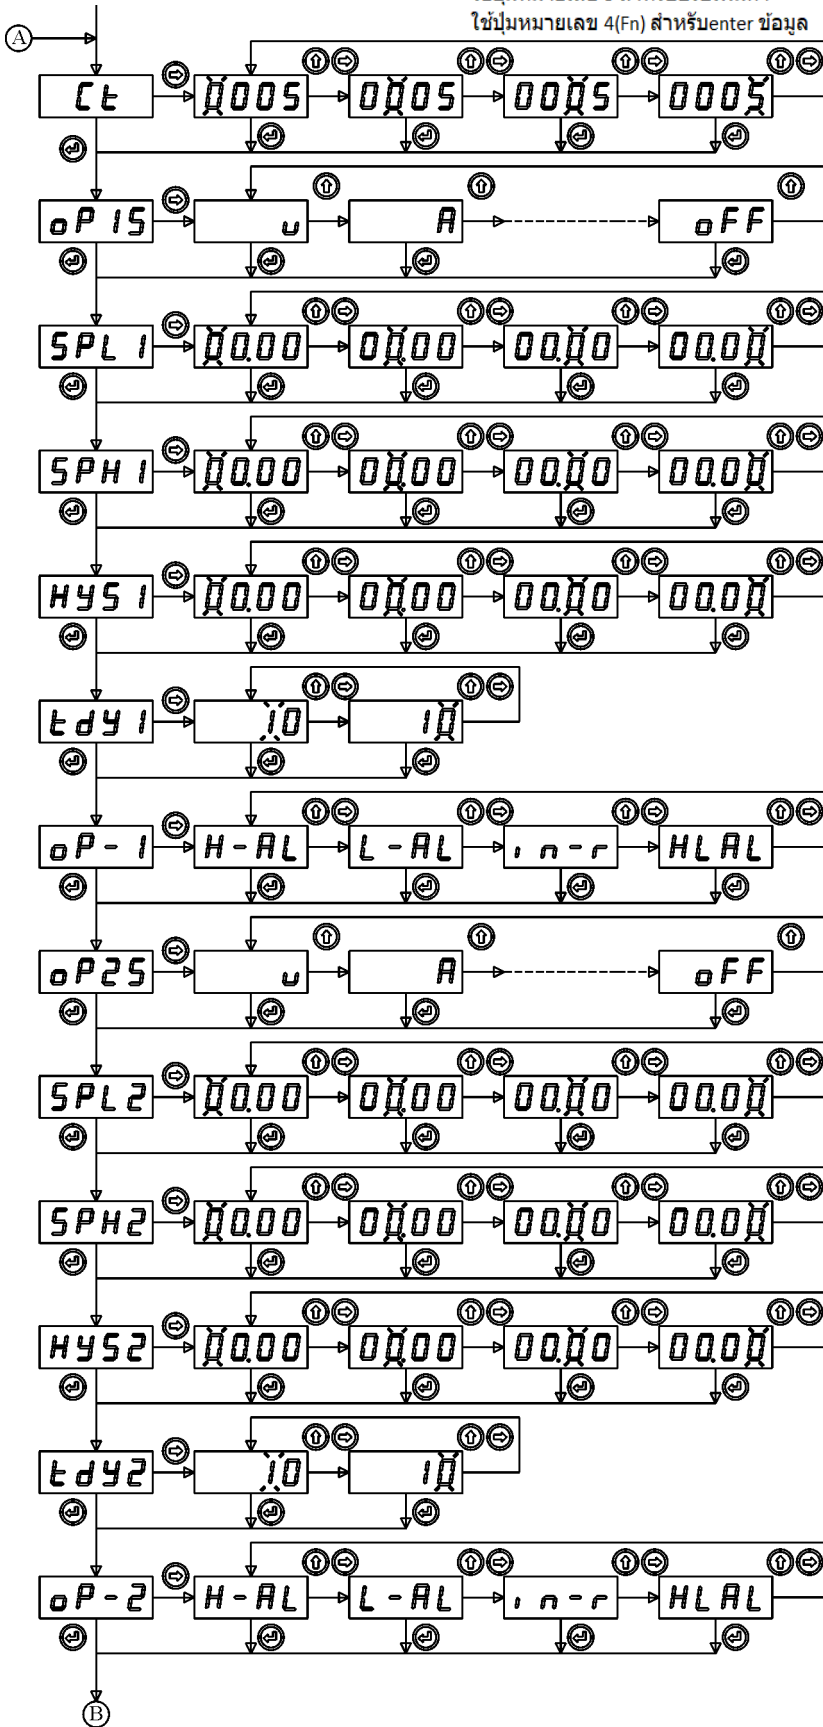 ใช้ปุ่มหมายเลข 4(Fn) สำหรับenter ข้อมูล
A
Ct 0005 0005 0005 0005
oP1S u A oFF
SPL1 00.00 00.00 00.00 00.00
SPH1 00.00 00.00 00.00 00.00
HYS1 00.00 00.00 00.00 00.00
tdy1 10 10
oP-1 H-AL L-AL in-r HLAL
oP2S u A oFF
SPL2 00.00 00.00 00.00 00.00
SPH2 00.00 00.00 00.00 00.00
HYS2 00.00 00.00 00.00 00.00
tdy2 10 10
oP-2 H-AL L-AL in-r HLAL
B